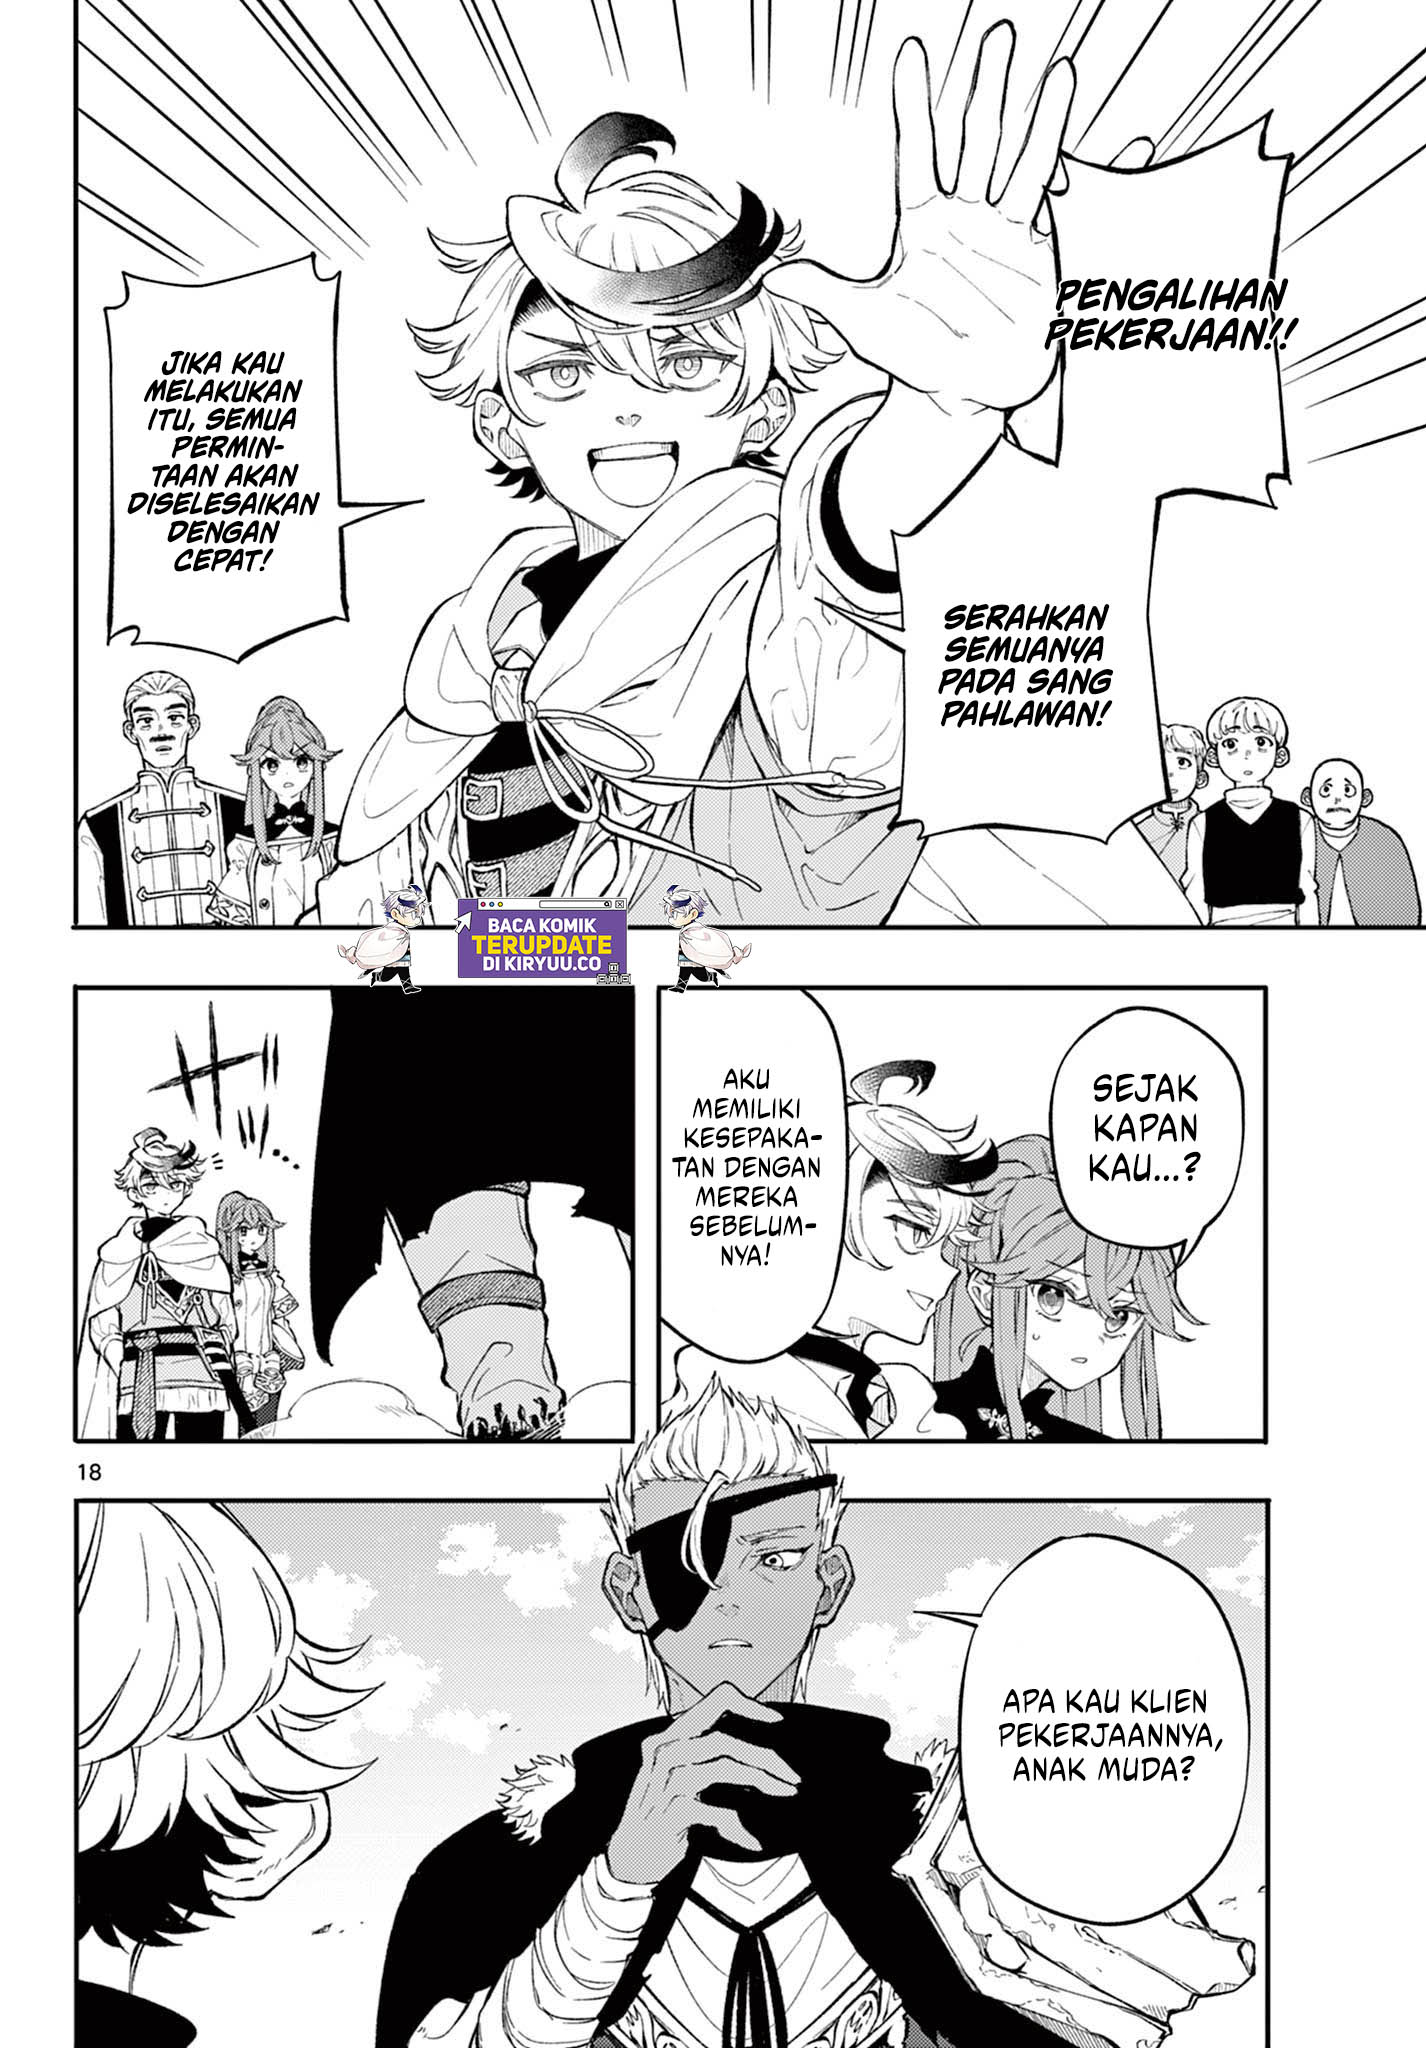 PENGALIHAN
PEKERJAAN!!
SERAHKAN
SEMUANYA
PADA SANG
PAHLAWAN!
JIKA KAU
MELAKUKAN
ITU, SEMUA
PERMIN-
TAAN AKAN
DISELESAIKAN
DENGAN
CEPAT!
BACA KOMIK
TERUPDATE
DI KIRYUU.CO
SEJAK
KAPAN
KAU...?
AKU
MEMILIKI
KESEPAKA-
TAN DENGAN
MEREKA
SEBELUM-
NYA!
18
APA KAU KLIEN
PEKERJAANNYA,
ANAK MUDA?